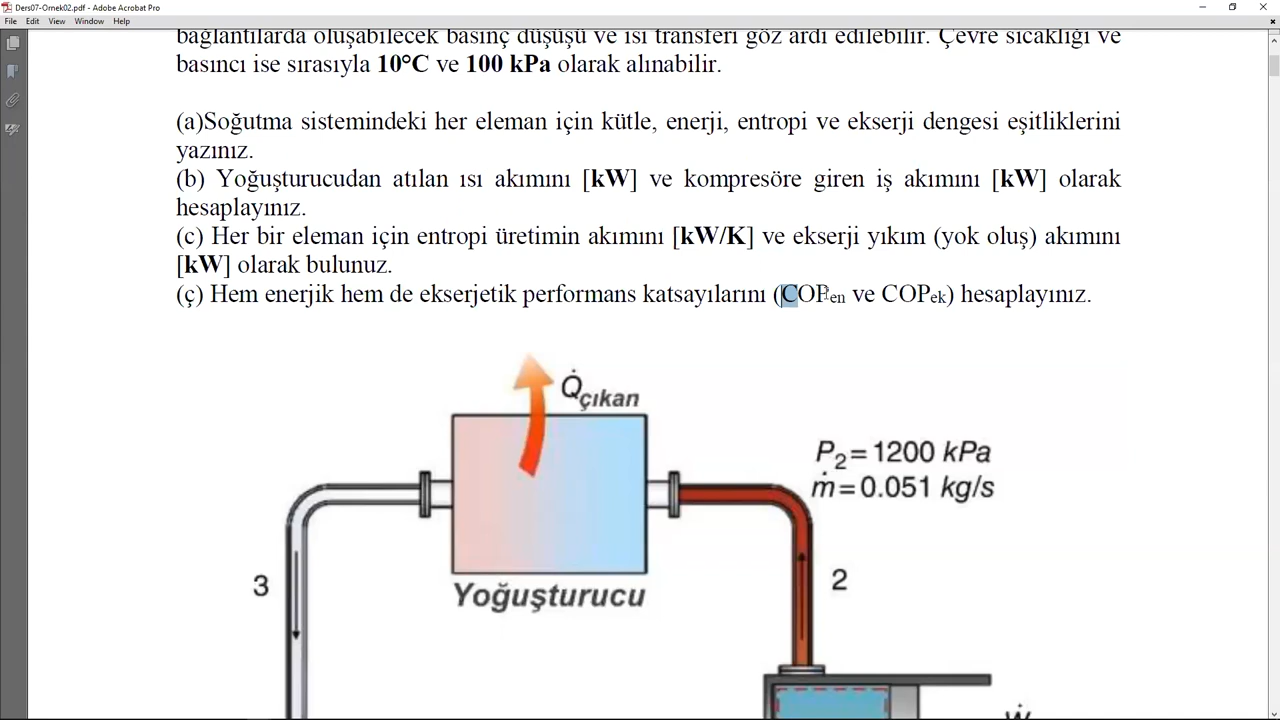 Ders07-Ornek02.pdf - Adobe Acrobat Pro
File Edit View Window Help
bağlantılarda oluşabilecek basınç düşüşü ve ısı transferi göz ardı edilebilir. Çevre sıcaklığı ve
basıncı ise sırasıyla 10°C ve 100 kPa olarak alınabilir.
(a)Soğutma sistemindeki her eleman için kütle, enerji, entropi ve ekserji dengesi eşitliklerini
yazınız.
(b) Yoğuşturucudan atılan ısı akımını [kW] ve kompresöre giren iş akımını [kW] olarak
hesaplayınız.
(c) Her bir eleman için entropi üretimin akımını [kW/K] ve ekserji yıkım (yok oluş) akımını
[kW] olarak bulunuz.
(ç) Hem enerjik hem de ekserjetik performans katsayılarını (COPen ve COPek) hesaplayınız.
Q̇çıkan
P2 = 1200 kPa
ṁ = 0.051 kg/s
Yoğuşturucu
3
2
Ẇ